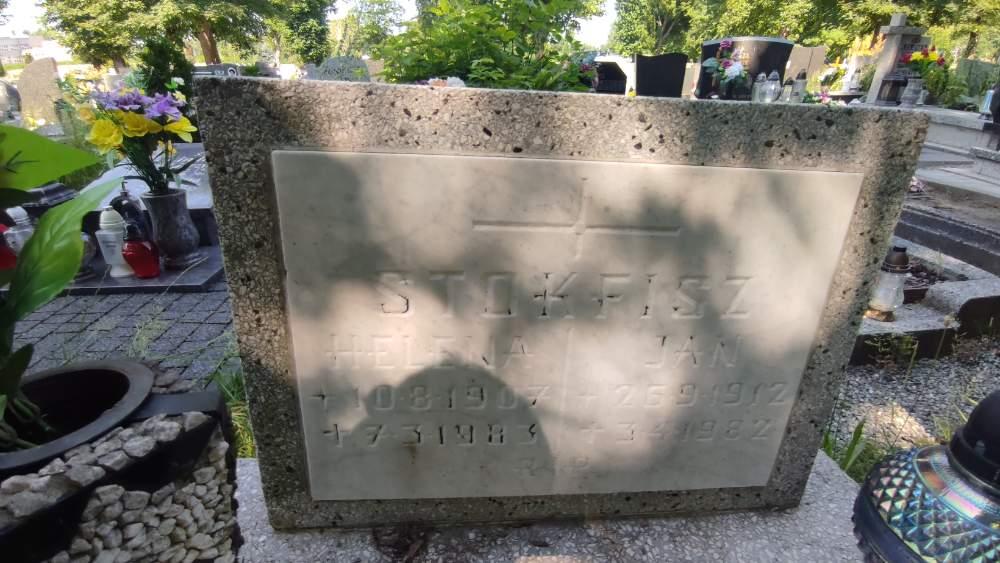 STOKFISZ
HELENA JAN
+ 10·8·1907 + 26·9·1912
+ 7·3·1983 + 3·4·1982
R·I·P·